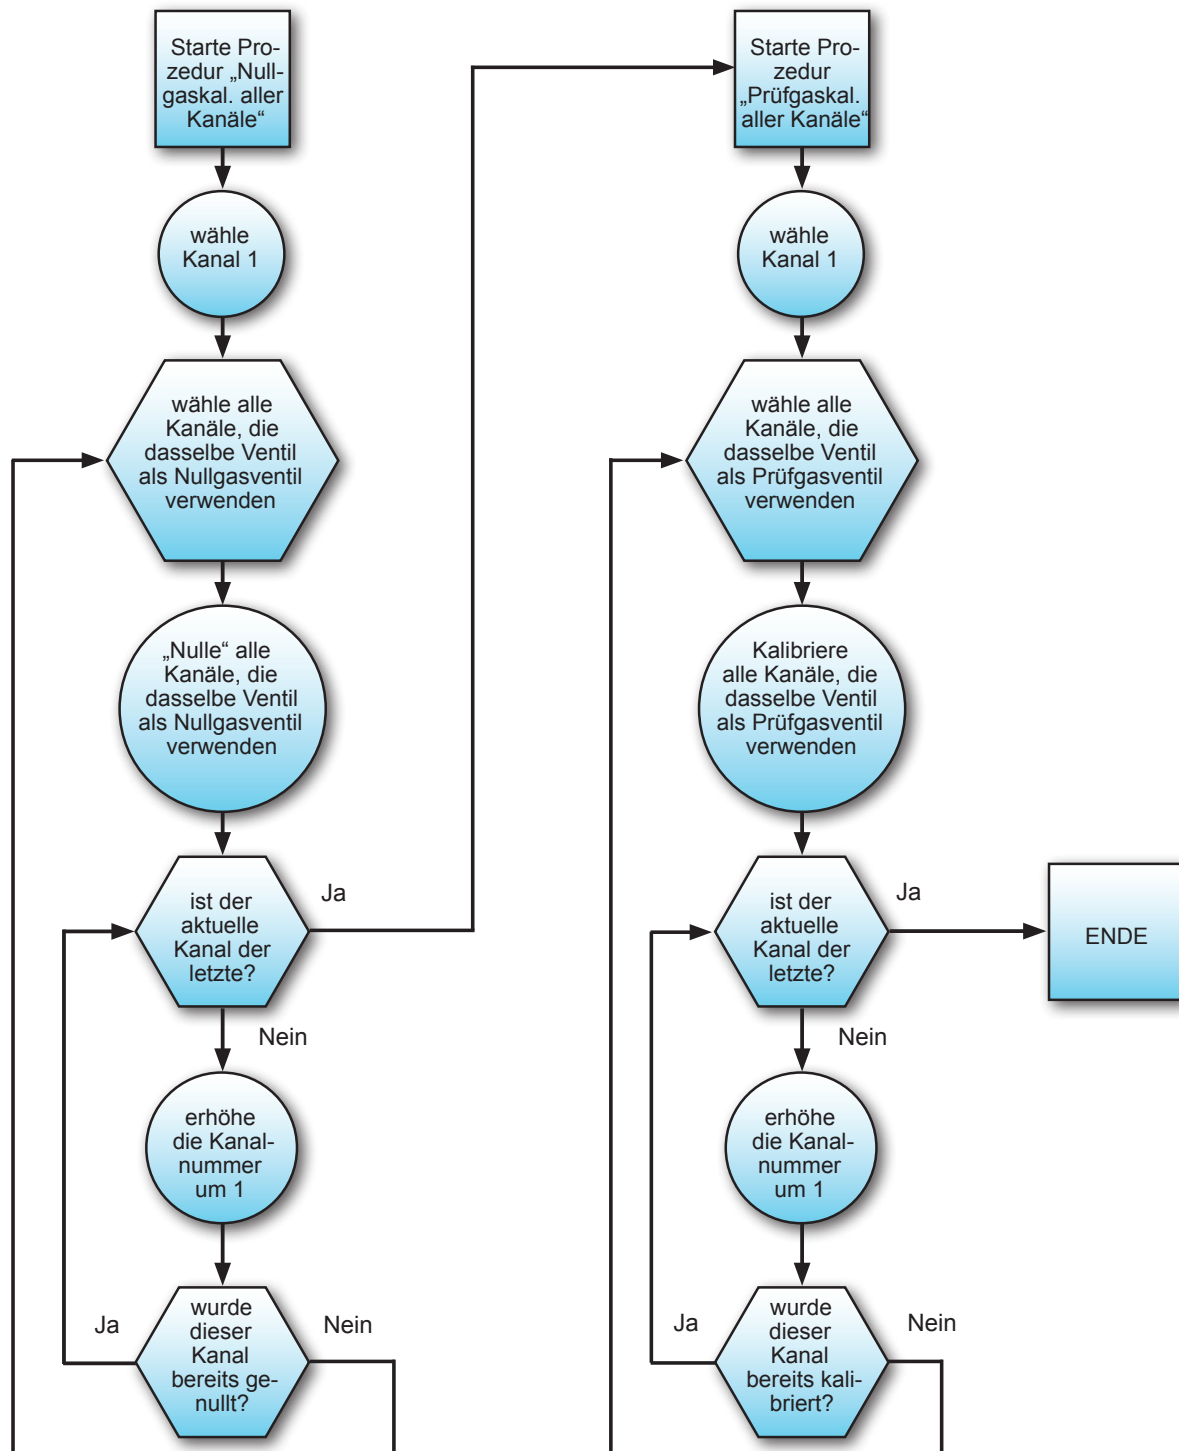 Starte Pro-
zedur „Null-
gaskal. aller
Kanäle“
wähle
Kanal 1
wähle alle
Kanäle, die
dasselbe Ventil
als Nullgasventil
verwenden
„Nulle“ alle
Kanäle, die
dasselbe Ventil
als Nullgasventil
verwenden
ist der
aktuelle
Kanal der
letzte?
Ja
Nein
erhöhe
die Kanal-
nummer
um 1
wurde
dieser
Kanal
bereits ge-
nullt?
Ja
Nein
Starte Pro-
zedur
„Prüfgaskal.
aller Kanäle“
wähle
Kanal 1
wähle alle
Kanäle, die
dasselbe Ventil
als Prüfgasventil
verwenden
Kalibriere
alle Kanäle, die
dasselbe Ventil
als Prüfgasventil
verwenden
ist der
aktuelle
Kanal der
letzte?
Ja
ENDE
Nein
erhöhe
die Kanal-
nummer
um 1
wurde
dieser
Kanal
bereits kali-
briert?
Ja
Nein